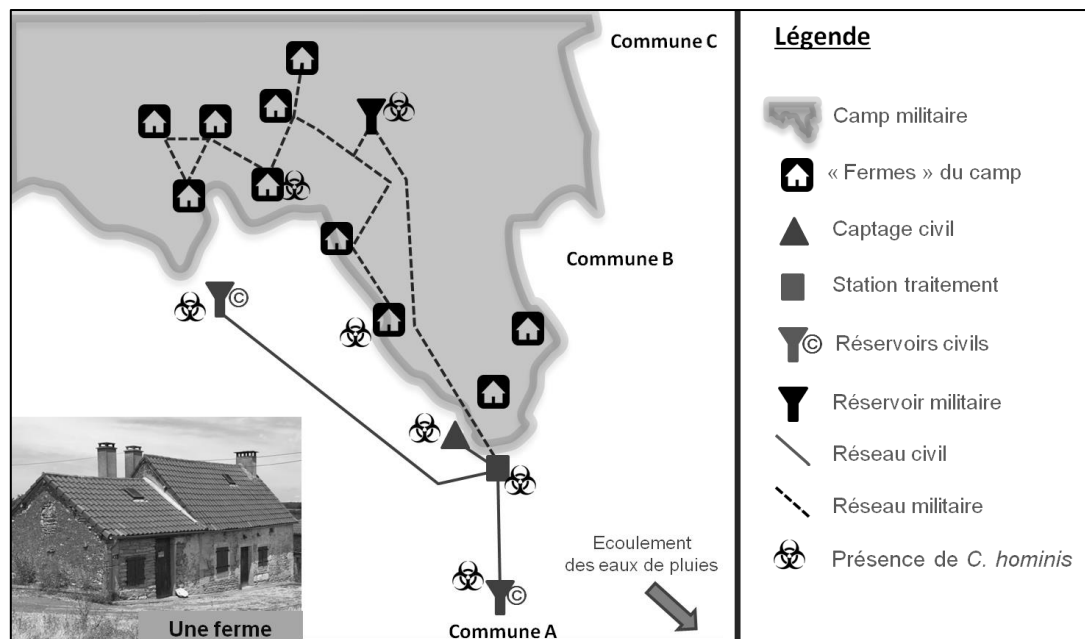 Commune C
Commune B
Ecoulement
des eaux de pluies
Une ferme
Commune A
©
©
Légende
Camp militaire
« Fermes » du camp
Captage civil
Station traitement
© Réservoirs civils
Réservoir militaire
Réseau civil
Réseau militaire
Présence de C. hominis